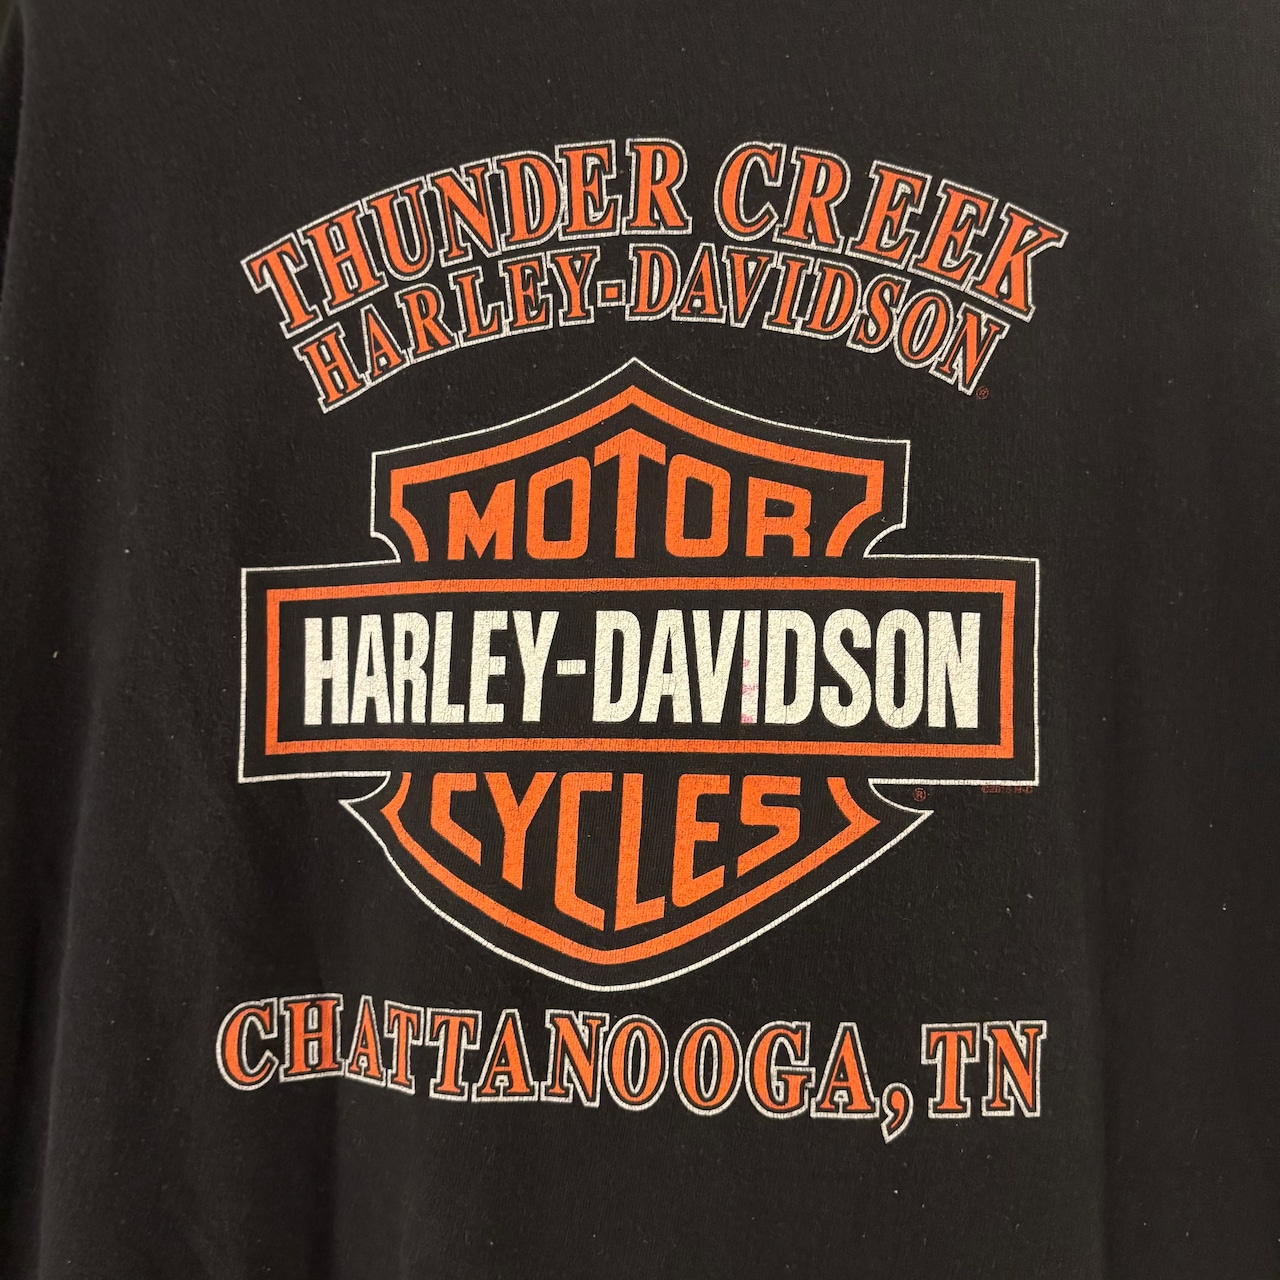 THUNDER CREEK
HARLEY-DAVIDSON®
MOTOR
HARLEY-DAVIDSON
CYCLES
®
CHATTANOOGA, TN